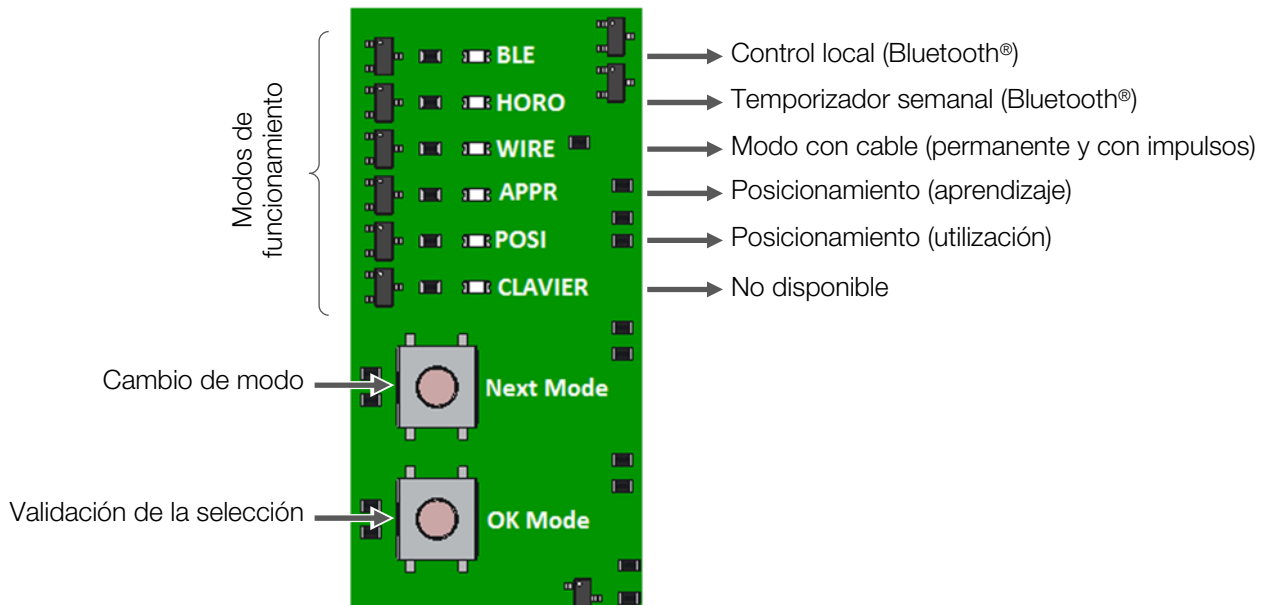 Modos de
funcionamiento
BLE
Control local (Bluetooth®)
HORO
Temporizador semanal (Bluetooth®)
WIRE
Modo con cable (permanente y con impulsos)
APPR
Posicionamiento (aprendizaje)
POSI
Posicionamiento (utilización)
CLAVIER
No disponible
Cambio de modo
Next Mode
Validación de la selección
OK Mode